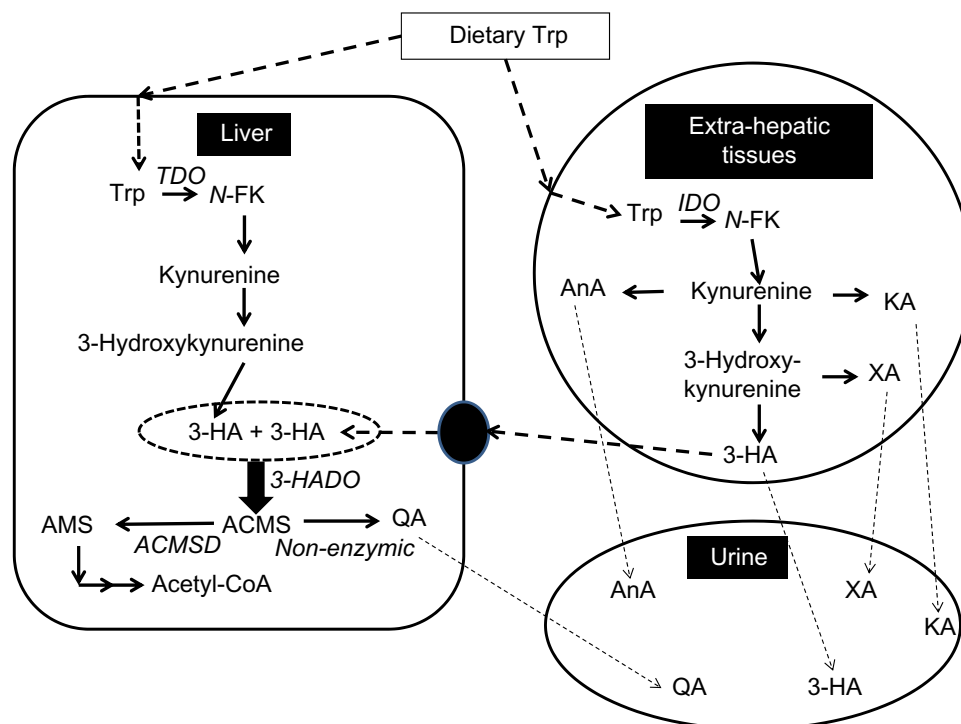 Dietary Trp
Liver
Trp
TDO
N-FK
Kynurenine
3-Hydroxykynurenine
3-HA + 3-HA
3-HADO
AMS
ACMSD
ACMS
Non-enzymic
QA
Acetyl-CoA
Extra-hepatic
tissues
Trp
IDO
N-FK
AnA
Kynurenine
KA
3-Hydroxy-
kynurenine
XA
3-HA
Urine
AnA
XA
KA
QA
3-HA